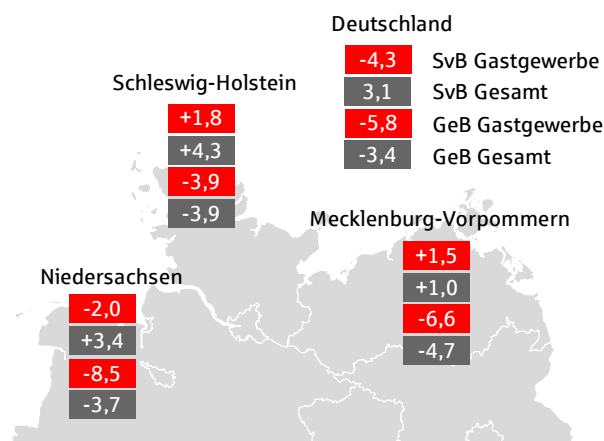 Deutschland
-4,3 SvB Gastgewerbe
3,1 SvB Gesamt
-5,8 GeB Gastgewerbe
-3,4 GeB Gesamt
Schleswig-Holstein
+1,8
+4,3
-3,9
-3,9
Mecklenburg-Vorpommern
+1,5
+1,0
-6,6
-4,7
Niedersachsen
-2,0
+3,4
-8,5
-3,7